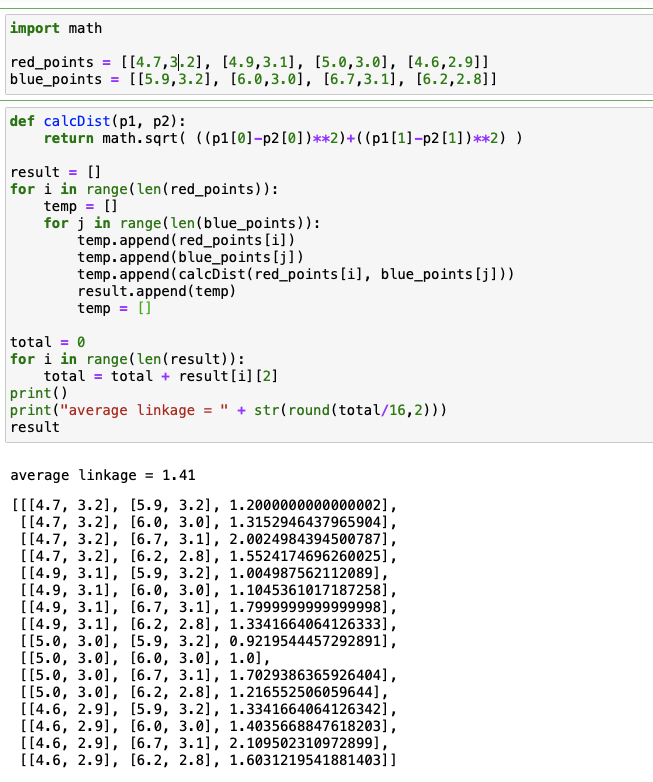 import math
red_points = [[4.7,3.2], [4.9,3.1], [5.0,3.0], [4.6,2.9]]
blue_points = [[5.9,3.2], [6.0,3.0], [6.7,3.1], [6.2,2.8]]
def calcDist(p1, p2):
    return math.sqrt( ((p1[0]-p2[0])**2)+((p1[1]-p2[1])**2) )
result = []
for i in range(len(red_points)):
    temp = []
    for j in range(len(blue_points)):
        temp.append(red_points[i])
        temp.append(blue_points[j])
        temp.append(calcDist(red_points[i], blue_points[j]))
        result.append(temp)
        temp = []
total = 0
for i in range(len(result)):
    total = total + result[i][2]
print()
print("average linkage = " + str(round(total/16,2)))
result
average linkage = 1.41
[[[4.7, 3.2], [5.9, 3.2], 1.2000000000000002],
 [[4.7, 3.2], [6.0, 3.0], 1.3152946437965904],
 [[4.7, 3.2], [6.7, 3.1], 2.0024984394500787],
 [[4.7, 3.2], [6.2, 2.8], 1.5524174696260025],
 [[4.9, 3.1], [5.9, 3.2], 1.004987562112089],
 [[4.9, 3.1], [6.0, 3.0], 1.1045361017187258],
 [[4.9, 3.1], [6.7, 3.1], 1.7999999999999998],
 [[4.9, 3.1], [6.2, 2.8], 1.3341664064126333],
 [[5.0, 3.0], [5.9, 3.2], 0.9219544457292891],
 [[5.0, 3.0], [6.0, 3.0], 1.0],
 [[5.0, 3.0], [6.7, 3.1], 1.7029386365926404],
 [[5.0, 3.0], [6.2, 2.8], 1.216552506059644],
 [[4.6, 2.9], [5.9, 3.2], 1.3341664064126342],
 [[4.6, 2.9], [6.0, 3.0], 1.4035668847618203],
 [[4.6, 2.9], [6.7, 3.1], 2.109502310972899],
 [[4.6, 2.9], [6.2, 2.8], 1.6031219541881403]]